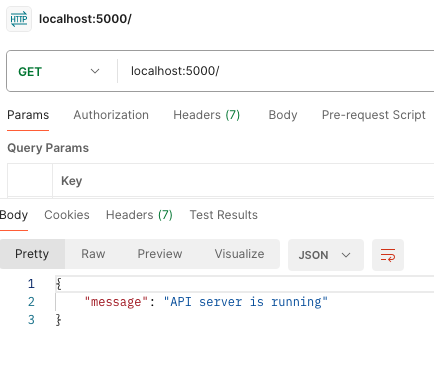 HTTP localhost:5000/
GET localhost:5000/
Params Authorization Headers (7) Body Pre-request Script
Query Params
Key
Body Cookies Headers (7) Test Results
Pretty Raw Preview Visualize JSON
1 {
2 "message": "API server is running"
3 }